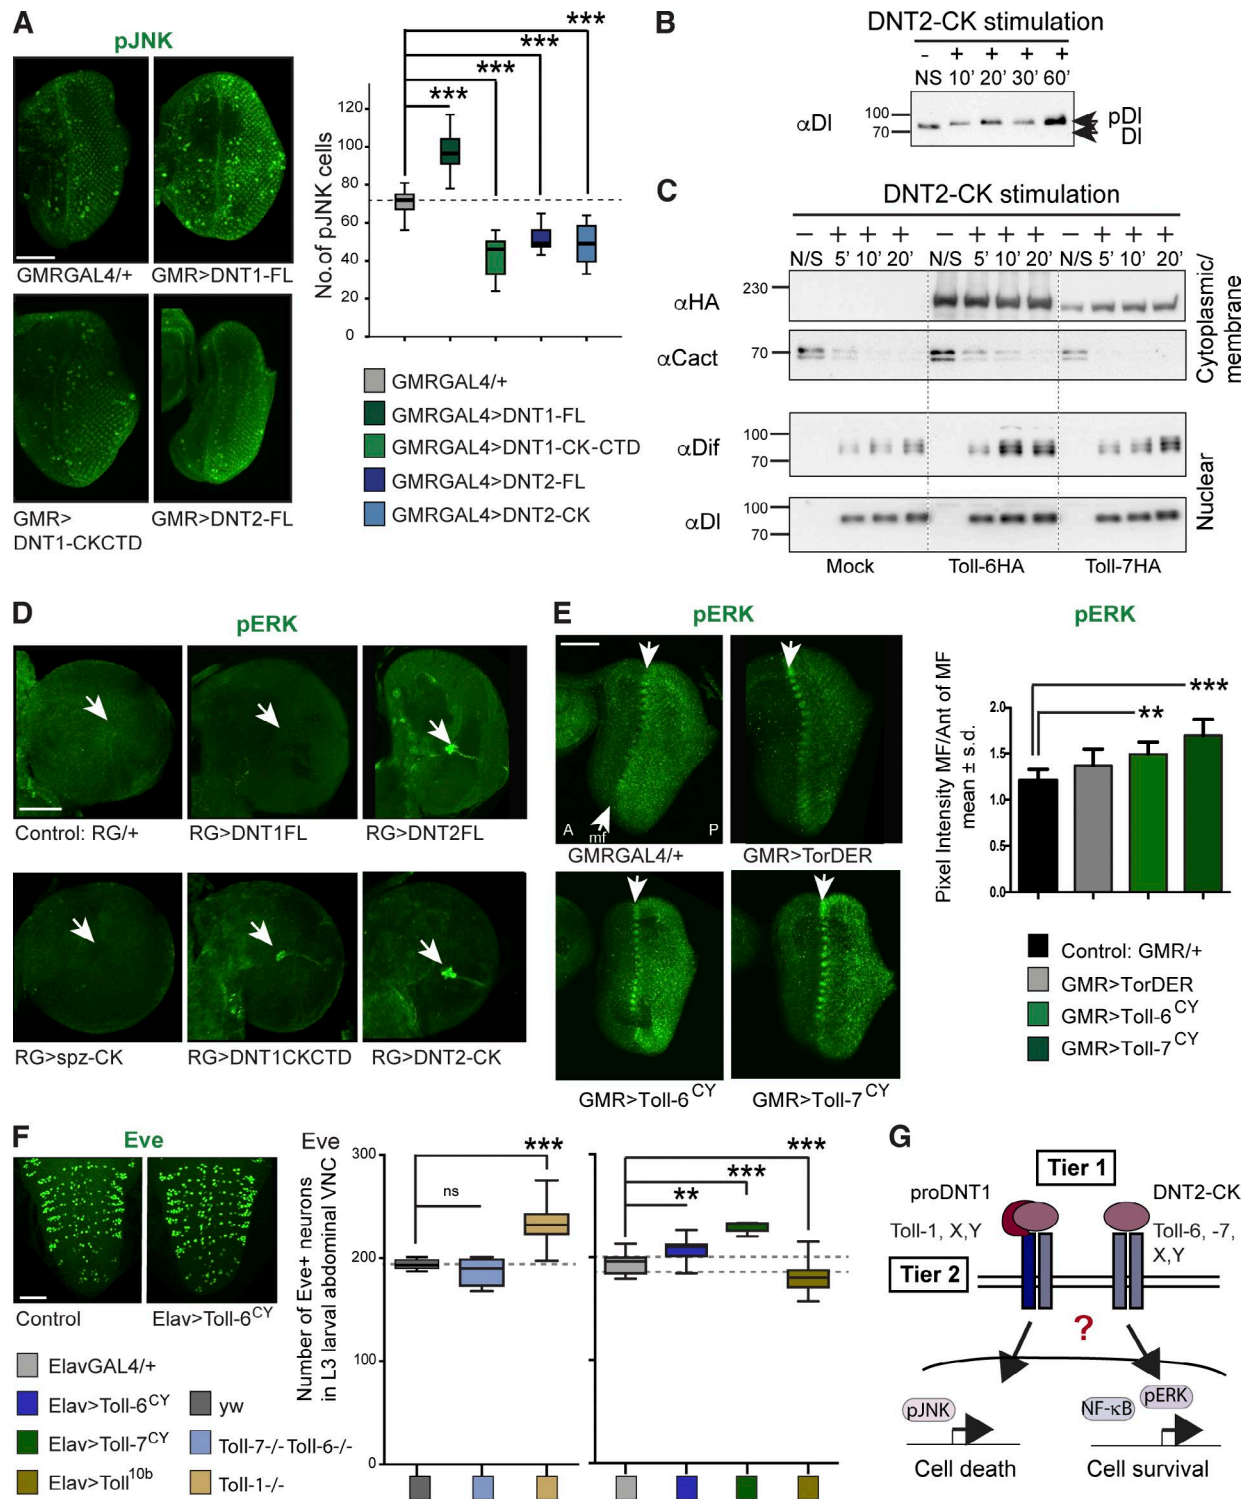 A
pJNK
GMRGAL4/+
GMR>DNT1-FL
GMR>
DNT1-CKCTD
GMR>DNT2-FL
No. of pJNK cells
120
100
80
60
40
20
0
***
***
***
***
GMRGAL4/+
GMRGAL4>DNT1-FL
GMRGAL4>DNT1-CK-CTD
GMRGAL4>DNT2-FL
GMRGAL4>DNT2-CK
B
DNT2-CK stimulation
- + + + +
NS 10’ 20’ 30’ 60’
αDl
100
70
pDl
Dl
C
DNT2-CK stimulation
− + + + − + + + − + + +
N/S 5’ 10’ 20’ N/S 5’ 10’ 20’ N/S 5’ 10’ 20’
αHA
230
αCact
70
Cytoplasmic/
membrane
αDif
100
70
αDl
100
70
Nuclear
Mock Toll-6HA Toll-7HA
D
pERK
Control: RG/+
RG>DNT1FL
RG>DNT2FL
RG>spz-CK
RG>DNT1CKCTD
RG>DNT2-CK
E
pERK
A
mf
P
GMRGAL4/+
GMR>TorDER
GMR>Toll-6CY
GMR>Toll-7CY
pERK
Pixel Intensity MF/Ant of MF
mean ± s.d.
2.0
1.5
1.0
0.5
0.0
**
***
Control: GMR/+
GMR>TorDER
GMR>Toll-6CY
GMR>Toll-7CY
F
Eve
Control
Elav>Toll-6CY
ElavGAL4/+
Elav>Toll-6CY
Elav>Toll-7CY
Elav>Toll10b
yw
Toll-7-/- Toll-6-/-
Toll-1-/-
Eve
Number of Eve+ neurons
in L3 larval abdominal VNC
300
200
100
0
ns
***
**
***
***
G
Tier 1
proDNT1
DNT2-CK
Toll-1, X,Y
Toll-6, -7,
X,Y
Tier 2
?
pJNK
NF-κB
pERK
Cell death
Cell survival